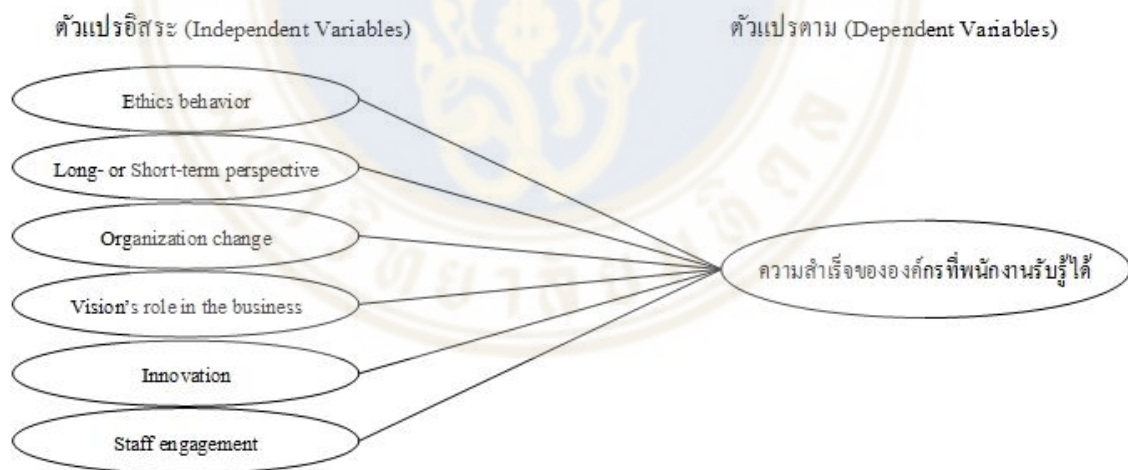 ตัวแปรอิสระ (Independent Variables)
ตัวแปรตาม (Dependent Variables)
Ethics behavior
Long- or Short-term perspective
Organization change
Vision's role in the business
Innovation
Staff engagement
ความสำเร็จขององค์กรที่พนักงานรับรู้ได้